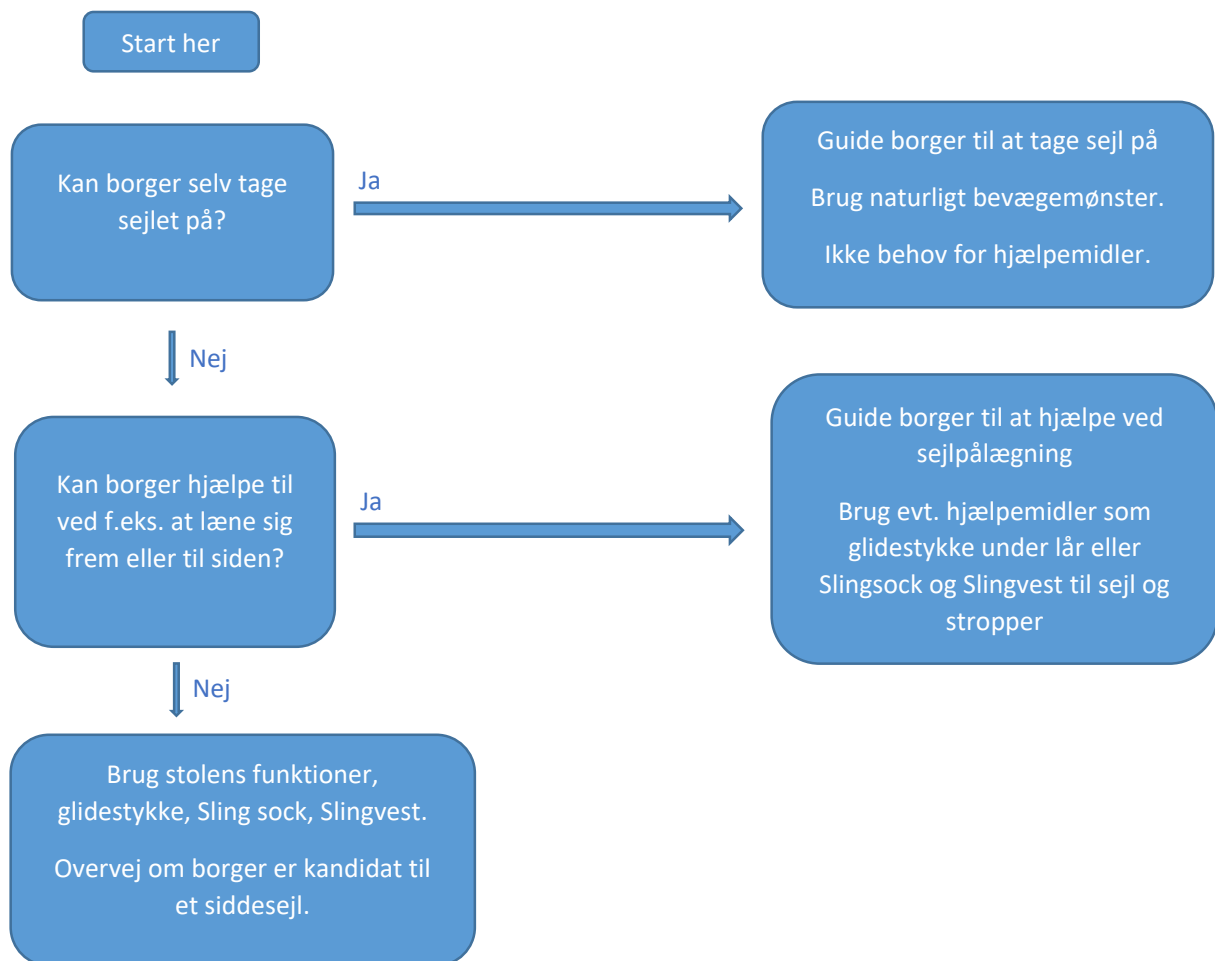 Start her
Kan borger selv tage
sejlet på?
Ja
Guide borger til at tage sejl på
Brug naturligt bevægemønster.
Ikke behov for hjælpemidler.
Nej
Kan borger hjælpe til
ved f.eks. at læne sig
frem eller til siden?
Ja
Guide borger til at hjælpe ved
sejlpålægning
Brug evt. hjælpemidler som
glidestykke under lår eller
Slingsock og Slingvest til sejl og
stropper
Nej
Brug stolens funktioner,
glidestykke, Sling sock, Slingvest.
Overvej om borger er kandidat til
et siddesejl.